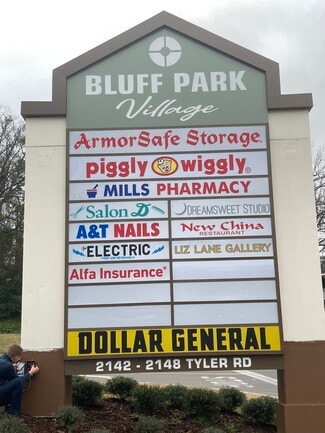 BLUFF PARK
Village
ArmorSafe Storage
piggly wiggly
MILLS PHARMACY
Salon D
DREAMSWEET STUDIO
A&T NAILS
New China
RESTAURANT
THE ELECTRIC
LIZ LANE GALLERY
Alfa Insurance®
DOLLAR GENERAL
2142 - 2148 TYLER RD